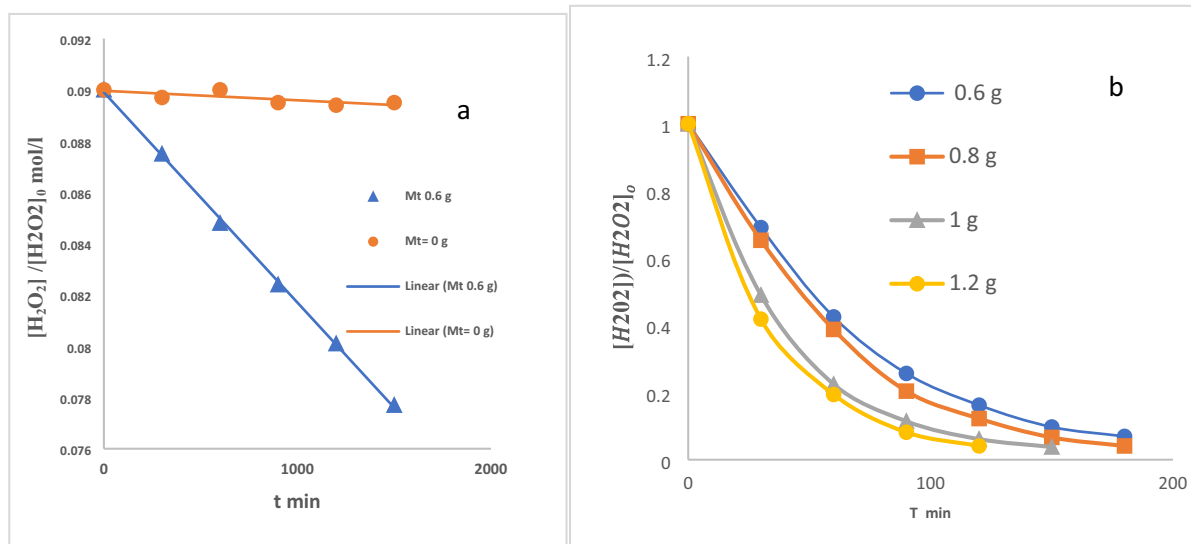 0.092
0.09
0.088
0.086
0.084
0.082
0.08
0.078
0.076
0
1000
2000
[H₂O₂] /[H2O2]₀ mol/l
t min
a
Mt 0.6 g
Mt= 0 g
Linear (Mt 0.6 g)
Linear (Mt= 0 g)
1.2
1
0.8
0.6
0.4
0.2
0
0
100
200
[H202])/[H2O2]ₒ
T min
b
0.6 g
0.8 g
1 g
1.2 g